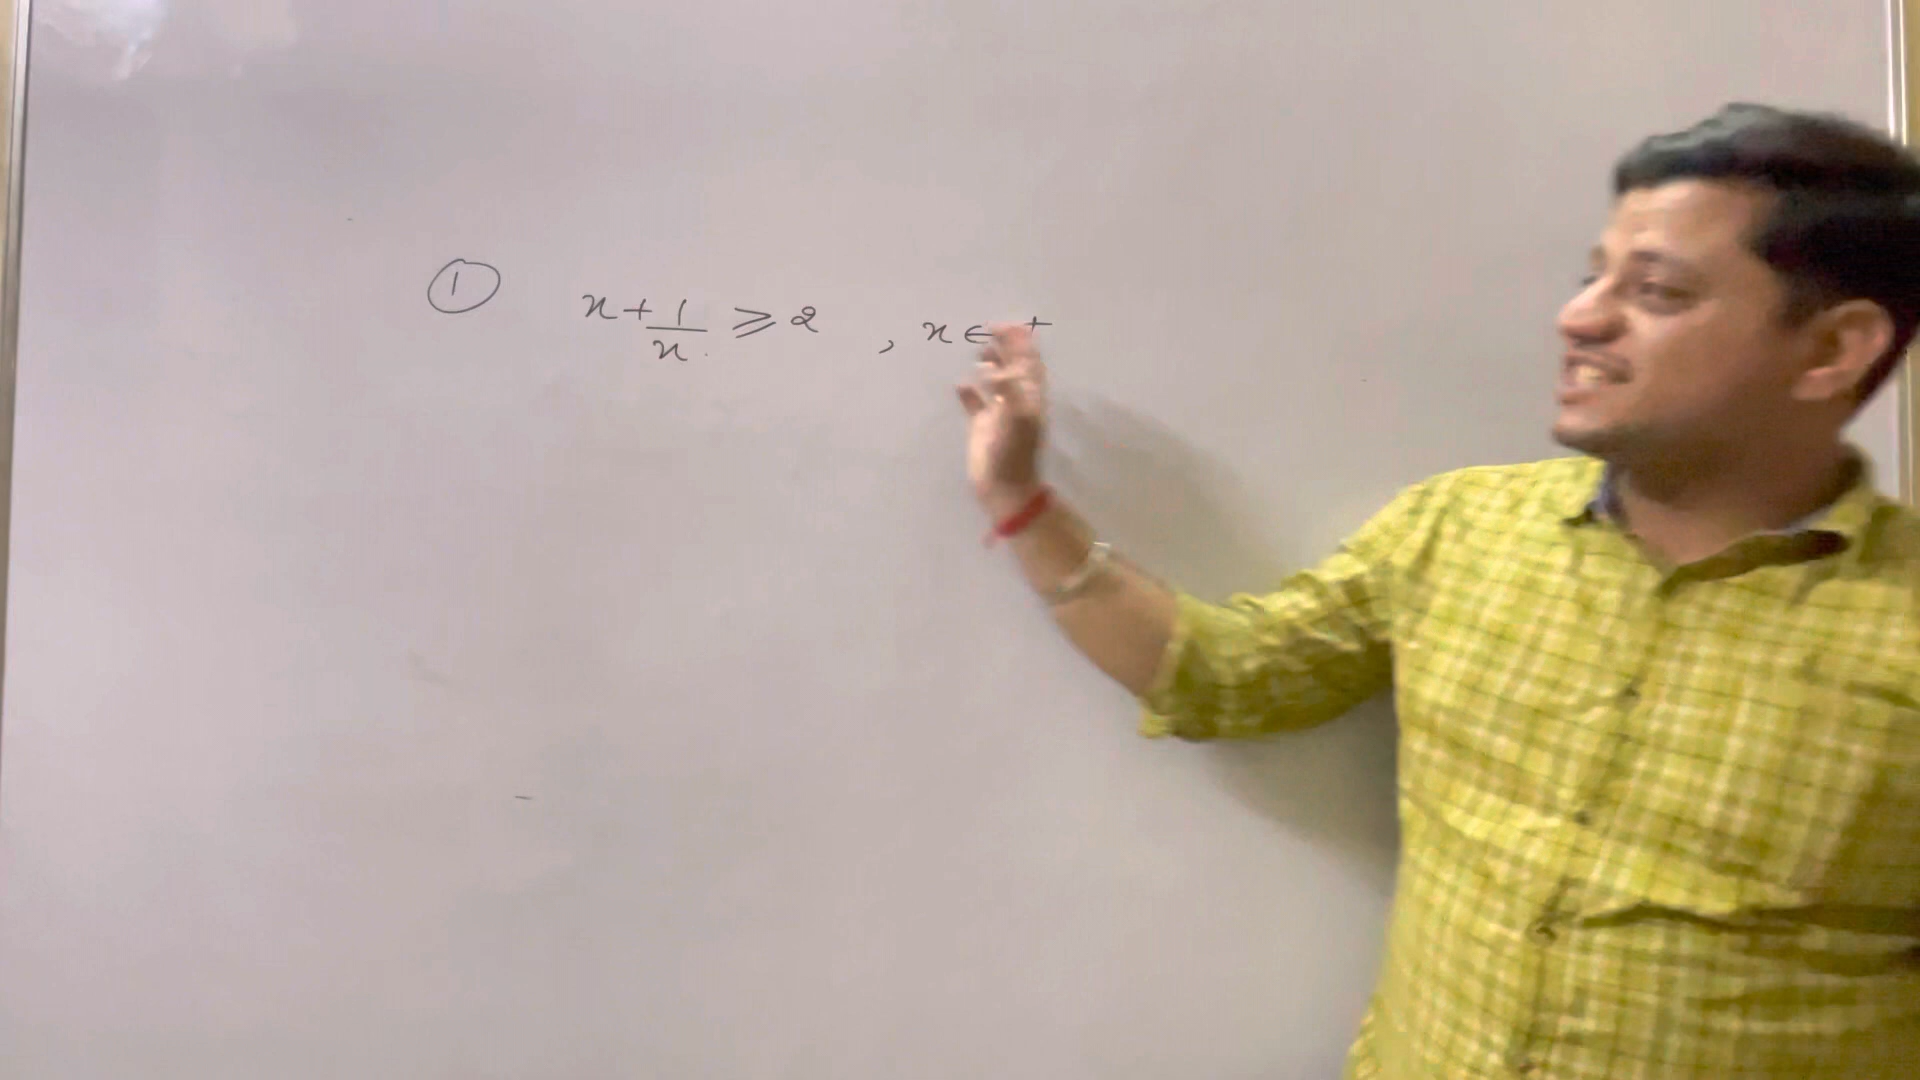 ① x + 1/x ≥ 2 , x ∈ +